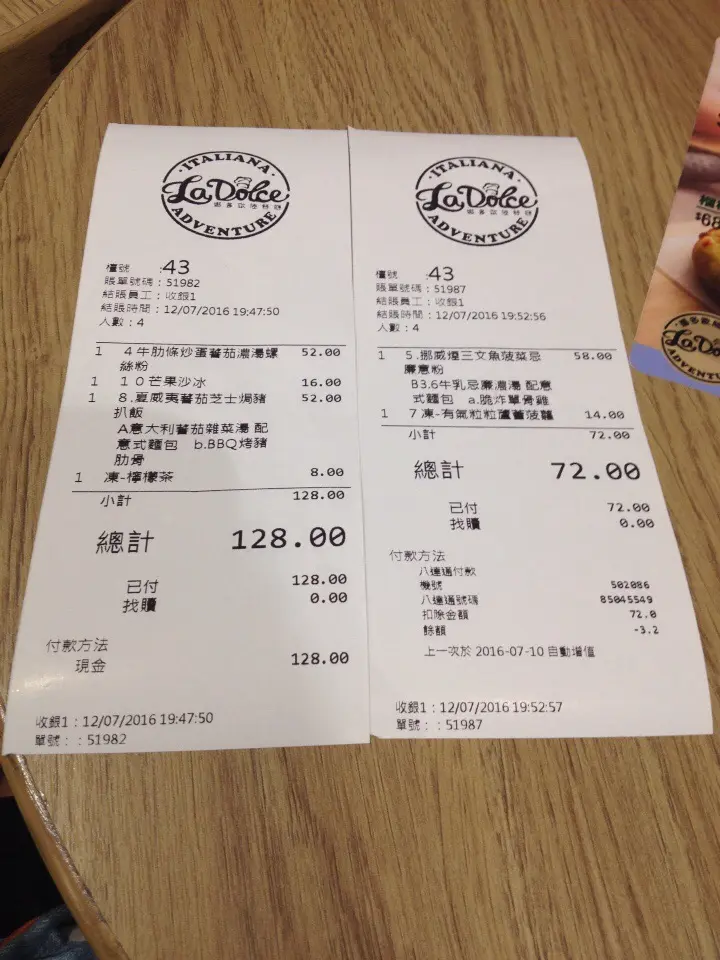 ITALIANA
La Dolce
ADVENTURE
檯號 :43
賬單號碼:51982
結賬員工:收銀1
結賬時間:12/07/2016 19:47:50
人數:4
1 4牛肋條炒蛋蕃茄濃湯螺絲粉 52.00
1 10芒果沙冰 16.00
1 8.夏威夷蕃茄芝士焗豬扒飯 52.00
A意大利蕃茄雜菜湯 配
意式麵包 b.BBQ烤豬
肋骨
1 凍-檸檬茶 8.00
小計 128.00
總計 128.00
已付 128.00
找贖 0.00
付款方法
現金 128.00
收銀1:12/07/2016 19:47:50
單號::51982
ITALIANA
La Dolce
ADVENTURE
檯號 :43
賬單號碼:51987
結賬員工:收銀1
結賬時間:12/07/2016 19:52:56
人數:4
1 5.挪威煙三文魚菠菜忌廉意粉 58.00
B3.6牛乳忌廉濃湯 配意
式麵包 a.脆炸單骨雞
1 7凍-有氣粒粒蘆薈菠蘿 14.00
小計 72.00
總計 72.00
已付 72.00
找贖 0.00
付款方法
八達通付款
機號 502086
八達通號碼 85045549
扣除金額 72.0
餘額 -3.2
上一次於 2016-07-10 自動增值
收銀1:12/07/2016 19:52:57
單號::51987
$68
La Do
ADVENTU